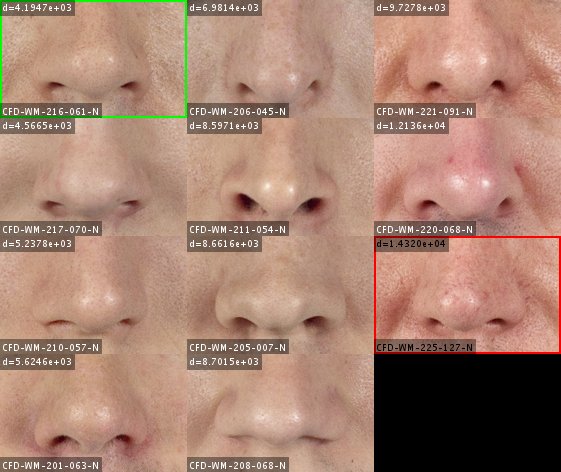 d=4.1947e+03
CFD-WM-216-061-N
d=6.9814e+03
CFD-WM-206-045-N
d=9.7278e+03
CFD-WM-221-091-N
d=4.5665e+03
CFD-WM-217-070-N
d=8.5971e+03
CFD-WM-211-054-N
d=1.2136e+04
CFD-WM-220-068-N
d=5.2378e+03
CFD-WM-210-057-N
d=8.6616e+03
CFD-WM-205-007-N
d=1.4320e+04
CFD-WM-225-127-N
d=5.6246e+03
CFD-WM-201-063-N
d=8.7015e+03
CFD-WM-208-068-N